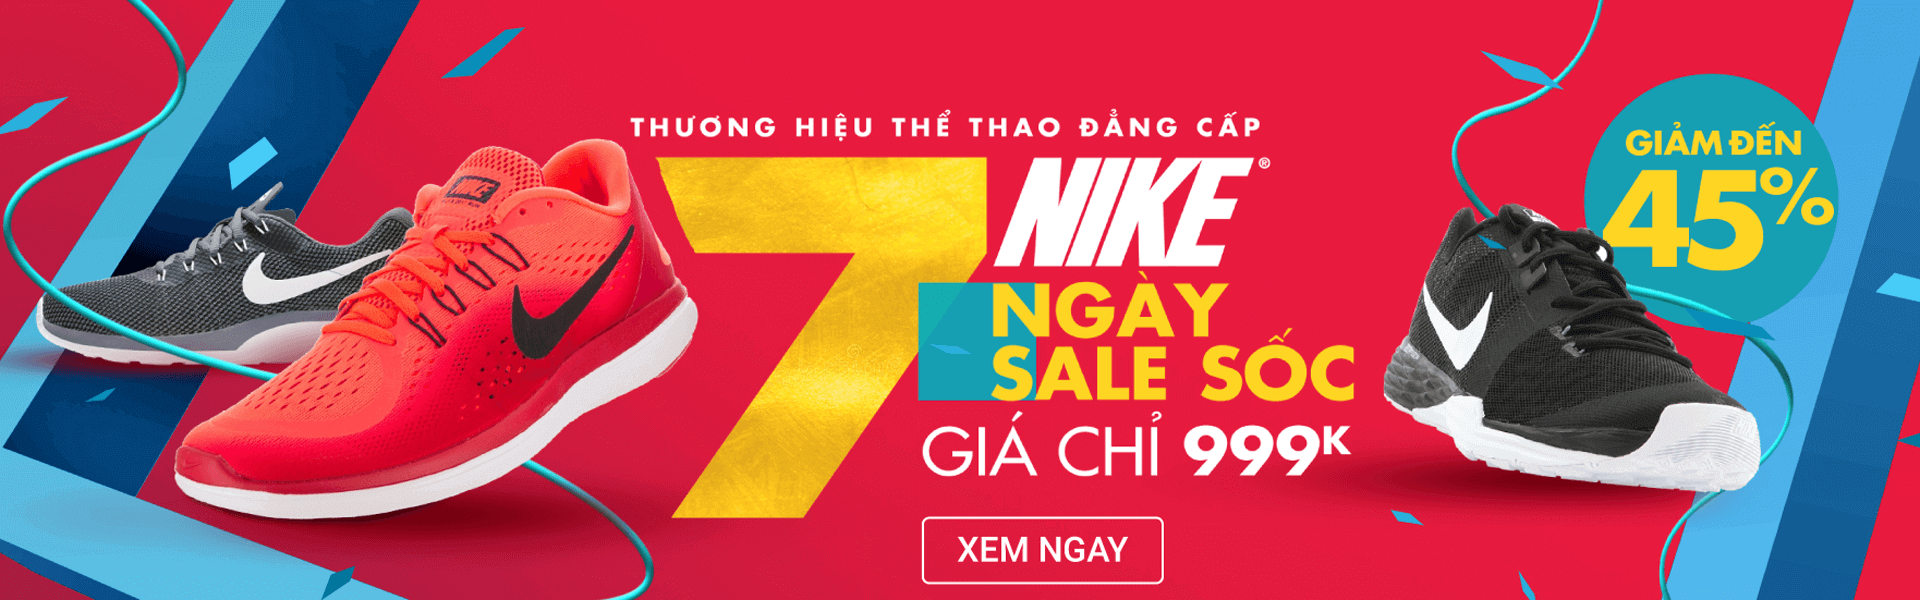 THƯƠNG HIỆU THỂ THAO ĐẲNG CẤP
7
NIKE®
NGÀY
SALE SỐC
GIÁ CHỈ 999K
XEM NGAY
GIẢM ĐẾN
45%
NIKE